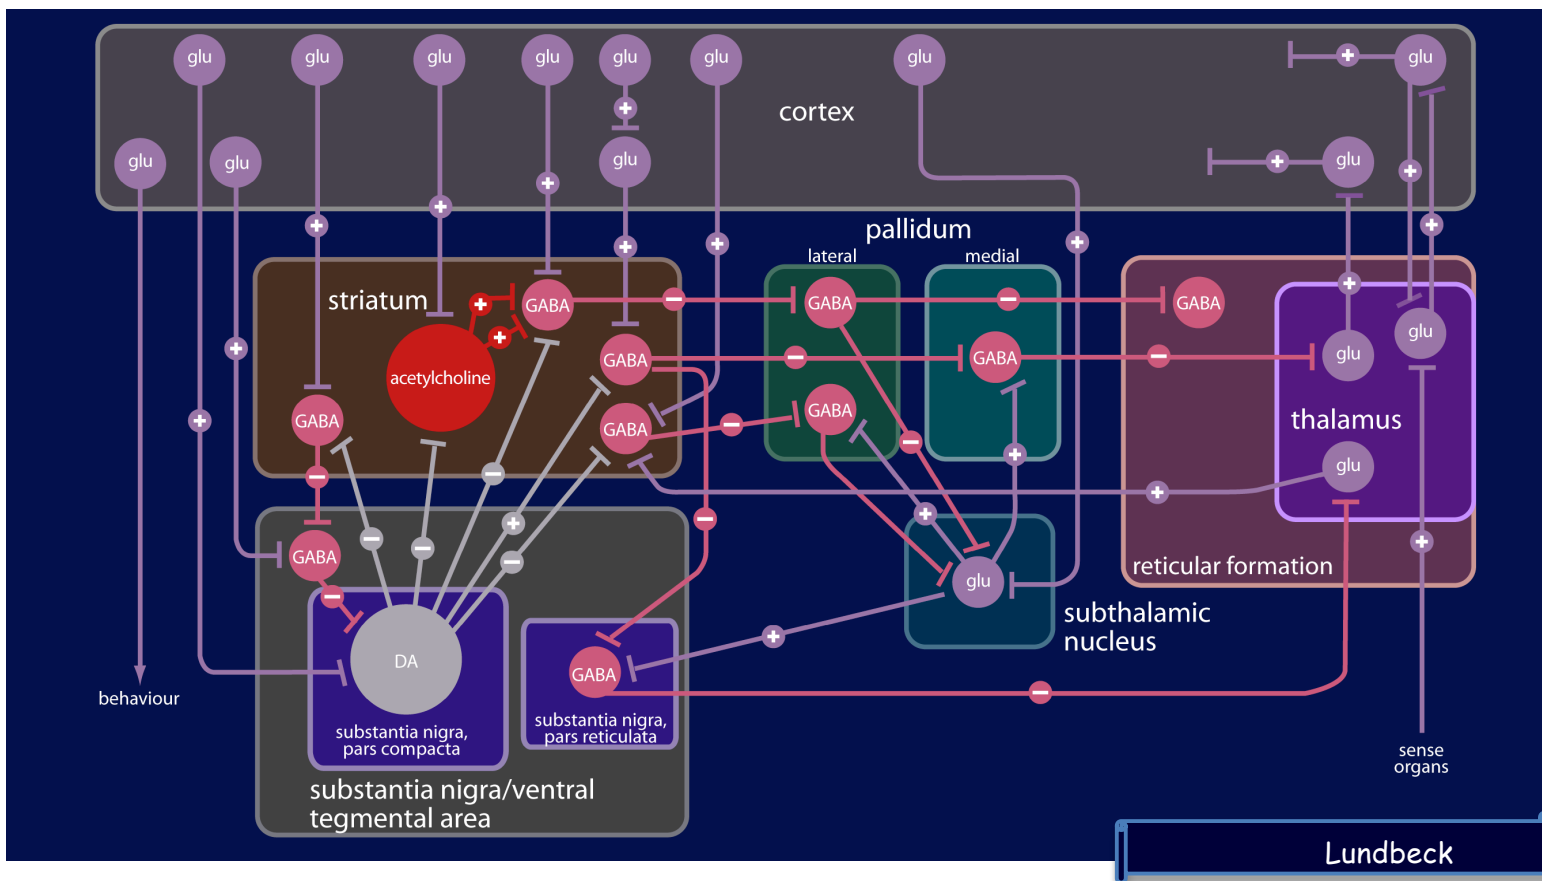 glu
glu
glu
glu
glu
glu
glu
glu
cortex
glu
glu
glu
glu
pallidum
lateral
medial
striatum
GABA
GABA
GABA
glu
GABA
GABA
glu
acetylcholine
GABA
GABA
GABA
thalamus
glu
GABA
reticular formation
glu
subthalamic
nucleus
DA
GABA
behaviour
substantia nigra,
pars compacta
substantia nigra,
pars reticulata
sense
organs
substantia nigra/ventral
tegmental area
Lundbeck